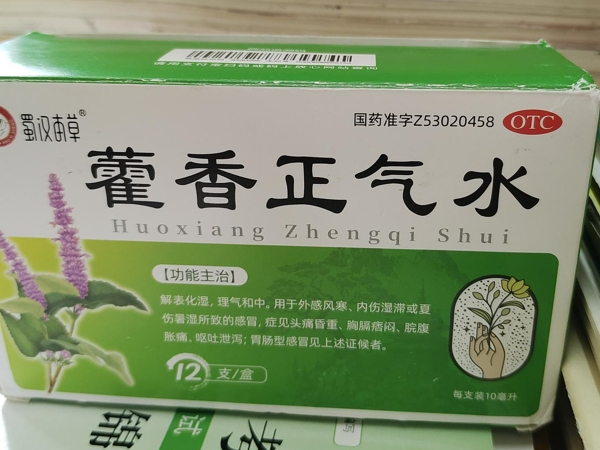 蜀汉本草®
国药准字Z53020458
OTC
藿香正气水
Huoxiang Zhengqi Shui
【功能主治】
解表化湿，理气和中。用于外感风寒、内伤湿滞或夏
伤暑湿所致的感冒，症见头痛昏重、胸膈痞闷、脘腹
胀痛、呕吐泄泻；胃肠型感冒见上述证候者。
12支/盒
每支装10毫升
试